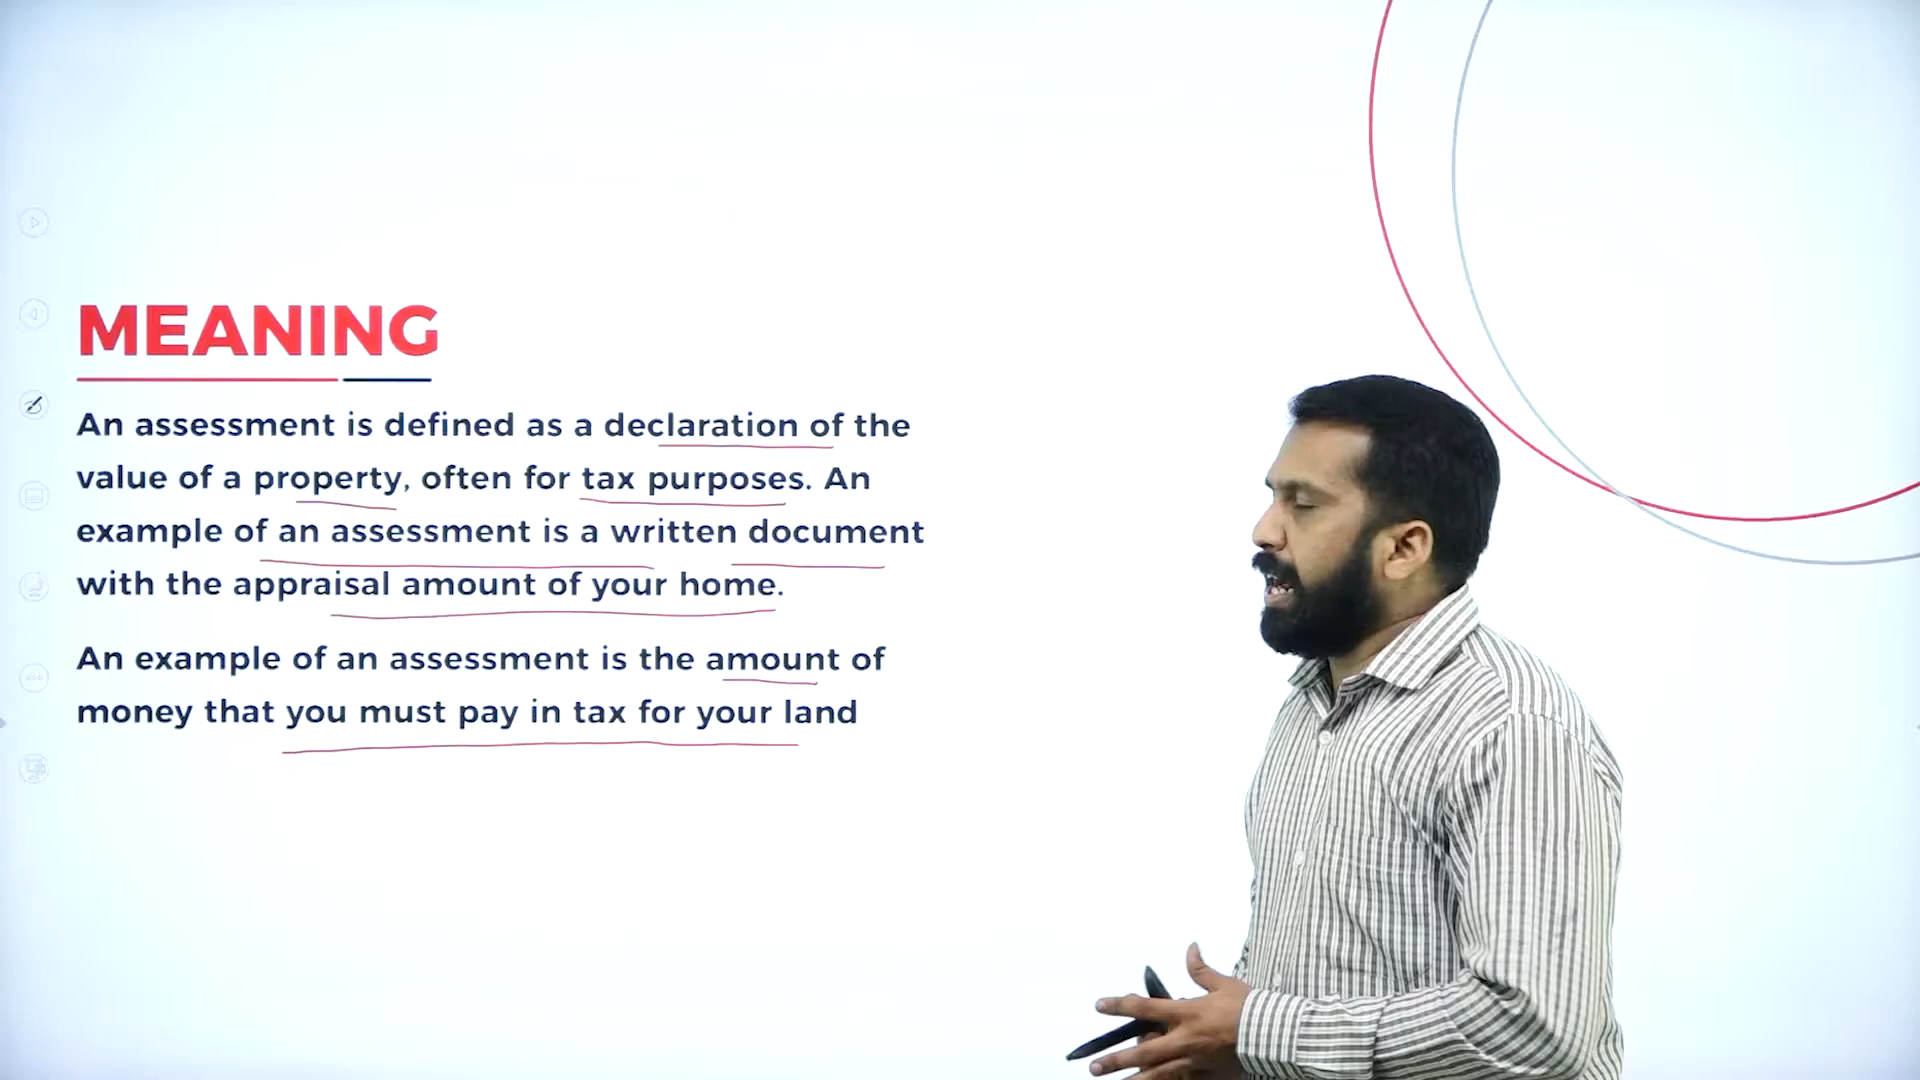 MEANING
An assessment is defined as a declaration of the
value of a property, often for tax purposes. An
example of an assessment is a written document
with the appraisal amount of your home.
An example of an assessment is the amount of
money that you must pay in tax for your land